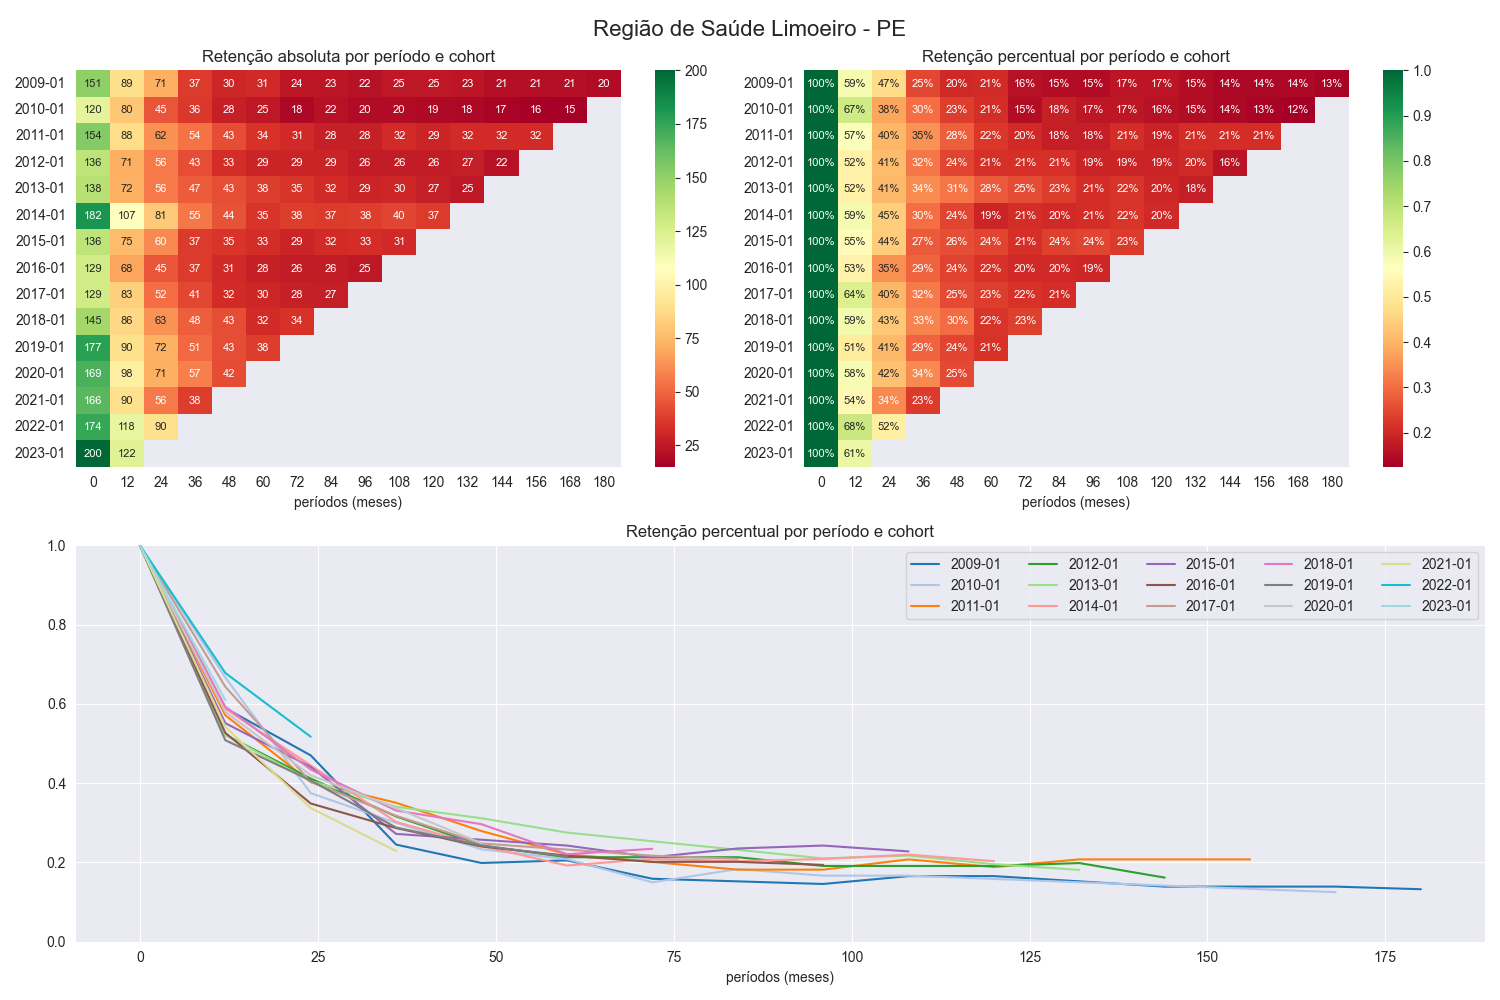 Região de Saúde Limoeiro - PE
Retenção absoluta por período e cohort
2009-01 151 89 71 37 30 31 24 23 22 25 25 23 21 21 21 20
2010-01 120 80 45 36 28 25 18 22 20 20 19 18 17 16 15
2011-01 154 88 62 54 43 34 31 28 28 32 29 32 32 32
2012-01 136 71 56 43 33 29 29 29 26 26 26 27 22
2013-01 138 72 56 47 43 38 35 32 29 30 27 25
2014-01 182 107 81 55 44 35 38 37 38 40 37
2015-01 136 75 60 37 35 33 29 32 33 31
2016-01 129 68 45 37 31 28 26 26 25
2017-01 129 83 52 41 32 30 28 27
2018-01 145 86 63 48 43 32 34
2019-01 177 90 72 51 43 38
2020-01 169 98 71 57 42
2021-01 166 90 56 38
2022-01 174 118 90
2023-01 200 122
0 12 24 36 48 60 72 84 96 108 120 132 144 156 168 180
períodos (meses)
200
175
150
125
100
75
50
25
Retenção percentual por período e cohort
2009-01 100% 59% 47% 25% 20% 21% 16% 15% 15% 17% 17% 15% 14% 14% 14% 13%
2010-01 100% 67% 38% 30% 23% 21% 15% 18% 17% 17% 16% 15% 14% 13% 12%
2011-01 100% 57% 40% 35% 28% 22% 20% 18% 18% 21% 19% 21% 21% 21%
2012-01 100% 52% 41% 32% 24% 21% 21% 21% 19% 19% 19% 20% 16%
2013-01 100% 52% 41% 34% 31% 28% 25% 23% 21% 22% 20% 18%
2014-01 100% 59% 45% 30% 24% 19% 21% 20% 21% 22% 20%
2015-01 100% 55% 44% 27% 26% 24% 21% 24% 24% 23%
2016-01 100% 53% 35% 29% 24% 22% 20% 20% 19%
2017-01 100% 64% 40% 32% 25% 23% 22% 21%
2018-01 100% 59% 43% 33% 30% 22% 23%
2019-01 100% 51% 41% 29% 24% 21%
2020-01 100% 58% 42% 34% 25%
2021-01 100% 54% 34% 23%
2022-01 100% 68% 52%
2023-01 100% 61%
0 12 24 36 48 60 72 84 96 108 120 132 144 156 168 180
períodos (meses)
1.0
0.9
0.8
0.7
0.6
0.5
0.4
0.3
0.2
Retenção percentual por período e cohort
1.0
0.8
0.6
0.4
0.2
0.0
2009-01 2012-01 2015-01 2018-01 2021-01
2010-01 2013-01 2016-01 2019-01 2022-01
2011-01 2014-01 2017-01 2020-01 2023-01
0 25 50 75 100 125 150 175
períodos (meses)